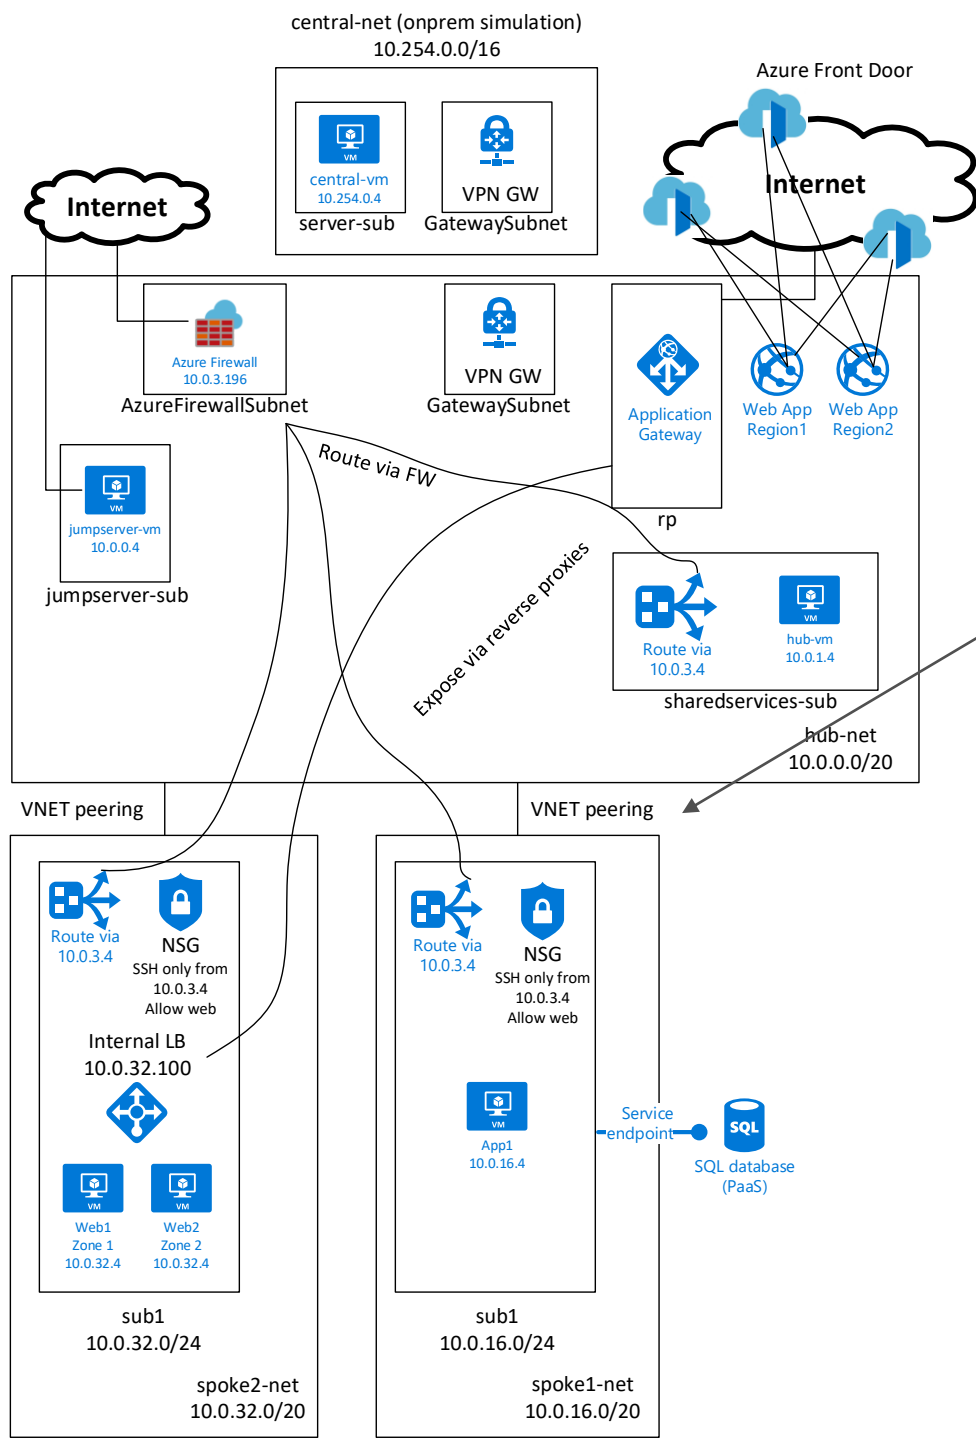 central-net (onprem simulation)
10.254.0.0/16
Azure Front Door
VM
central-vm
10.254.0.4
server-sub
VPN GW
GatewaySubnet
Internet
Internet
Azure Firewall
10.0.3.196
AzureFirewallSubnet
VPN GW
GatewaySubnet
Application
Gateway
rp
Web App
Region1
Web App
Region2
Route via FW
VM
jumpserver-vm
10.0.0.4
jumpserver-sub
Expose via reverse proxies
Route via
10.0.3.4
VM
hub-vm
10.0.1.4
sharedservices-sub
hub-net
10.0.0.0/20
VNET peering
VNET peering
Route via
10.0.3.4
NSG
SSH only from
10.0.3.4
Allow web
Internal LB
10.0.32.100
VM
Web1
Zone 1
10.0.32.4
VM
Web2
Zone 2
10.0.32.4
sub1
10.0.32.0/24
spoke2-net
10.0.32.0/20
Route via
10.0.3.4
NSG
SSH only from
10.0.3.4
Allow web
VM
App1
10.0.16.4
Service
endpoint
SQL
SQL database
(PaaS)
sub1
10.0.16.0/24
spoke1-net
10.0.16.0/20